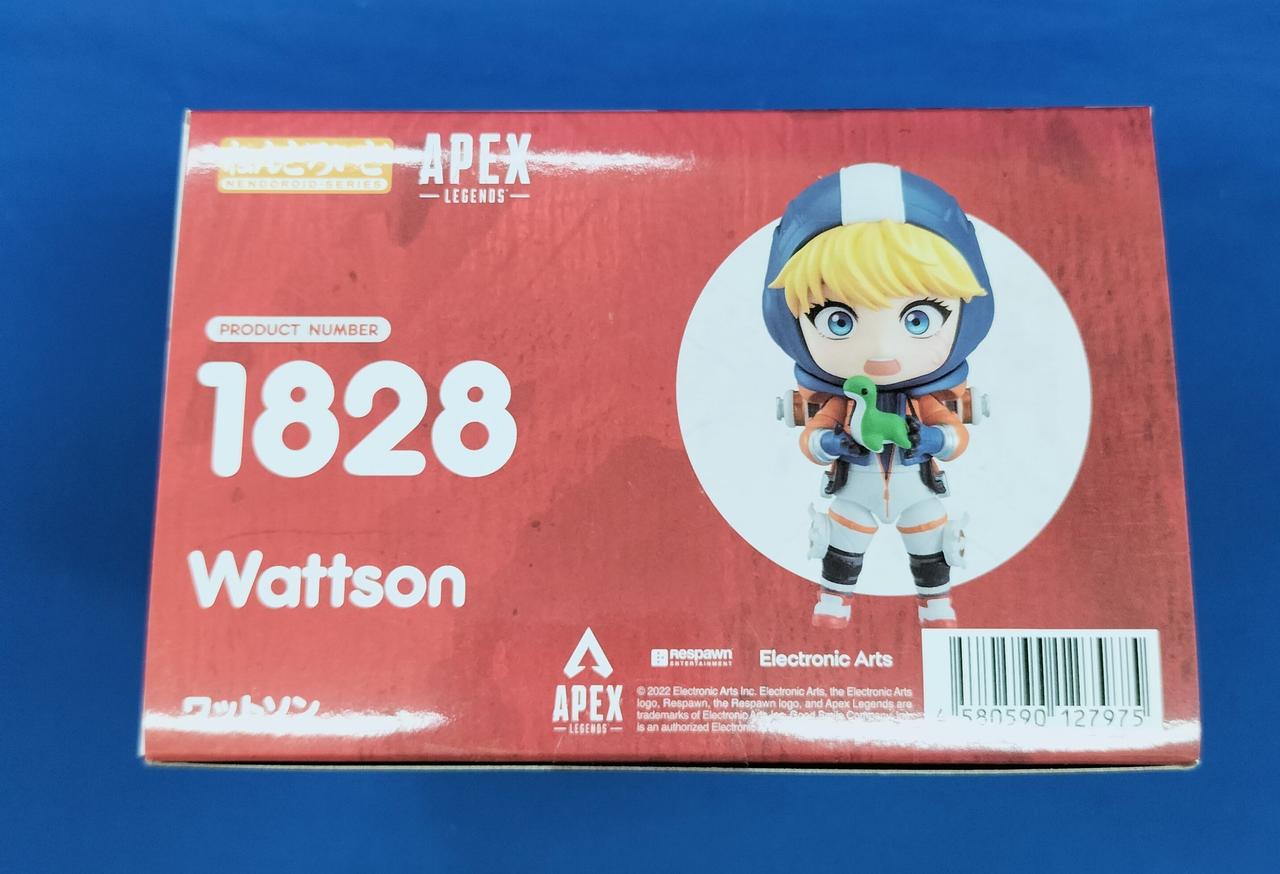 ねんどろいど
NENDOROID-SERIES
APEX
LEGENDS
PRODUCT NUMBER
1828
Wattson
ワットソン
APEX
LEGENDS
Respawn
ENTERTAINMENT
Electronic Arts
© 2022 Electronic Arts Inc. Electronic Arts, the Electronic Arts
logo, Respawn, the Respawn logo, and Apex Legends are
trademarks of Electronic Arts Inc. Good Smile Company, Inc.
is an authorized Electronic
4 580590 127975